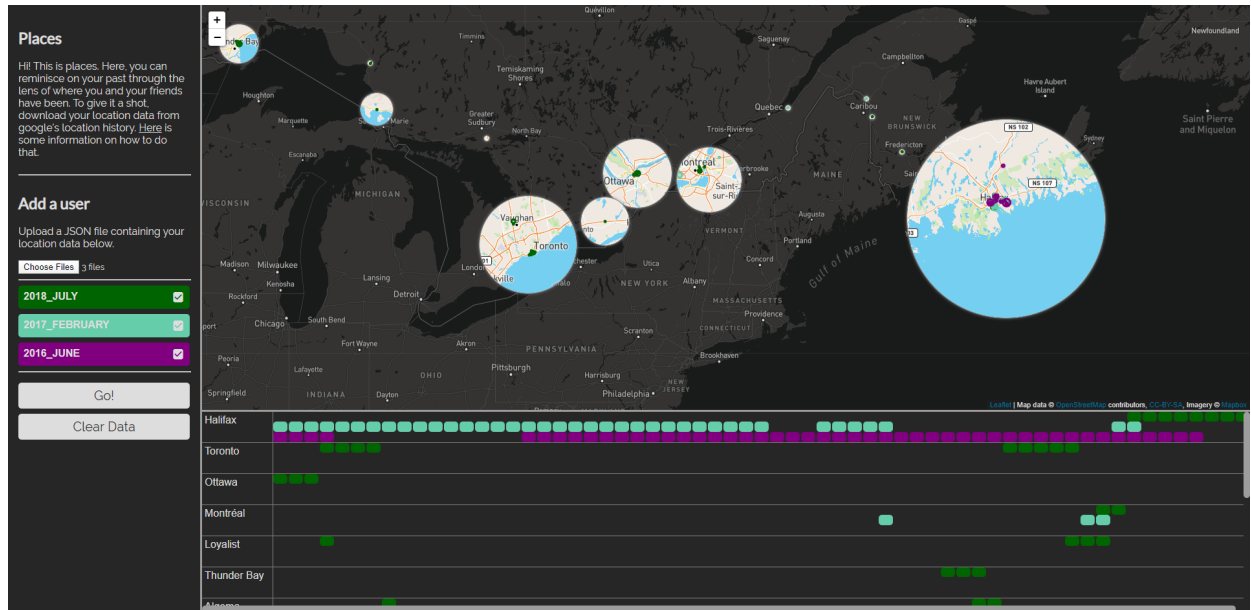 Places
Hi! This is places. Here, you can
reminisce on your past through the
lens of where you and your friends
have been. To give it a shot,
download your location data from
google's location history. Here is
some information on how to do
that.
Add a user
Upload a JSON file containing your
location data below.
Choose Files 3 files
2018_JULY
2017_FEBRUARY
2016_JUNE
Go!
Clear Data
+
−
Quévillon
Gaspé
Timmins
Saguenay
Newfoundland
Campbellton
Temiskaming
Shores
Havre Aubert
Island
Houghton
Marquette
Greater
Sudbury
North Bay
Quebec
Caribou
Trois-Rivières
NEW
BRUNSWICK
Saint Pierre
and Miquelon
NS 102
Sydney
Escanaba
Fredericton
Ottawa
MAINE
NS 107
MICHIGAN
Vaughan
Toronto
VERMONT
Augusta
Portland
Gulf of Maine
Madison
Milwaukee
Kenosha
Lansing
London
Utica
Concord
NEW YORK
Albany
Rockford
Detroit
MASSACHUSETTS
Providence
Chicago
South Bend
CONNECTICUT
Scranton
Fort Wayne
Akron
PENNSYLVANIA
Brookhaven
Peoria
Lafayette
Pittsburgh
OHIO
Harrisburg
NEW
JERSEY
Springfield
INDIANA
Dayton
Philadelphia
Leaflet | Map data © OpenStreetMap contributors, CC-BY-SA, Imagery © Mapbox
Halifax
Toronto
Ottawa
Montréal
Loyalist
Thunder Bay
Algoma